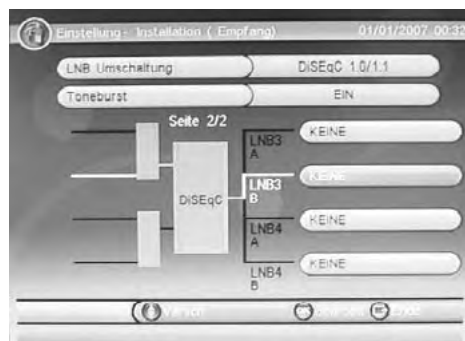 Einstellung- Installation ( Empfang) 01/01/2007 00:32
LNB Umschaltung DiSEqC 1.0/1.1
Toneburst EIN
Seite 2/2
DiSEqC
LNB3 A KEINE
LNB3 B KEINE
LNB4 A KEINE
LNB4 B KEINE
Ende